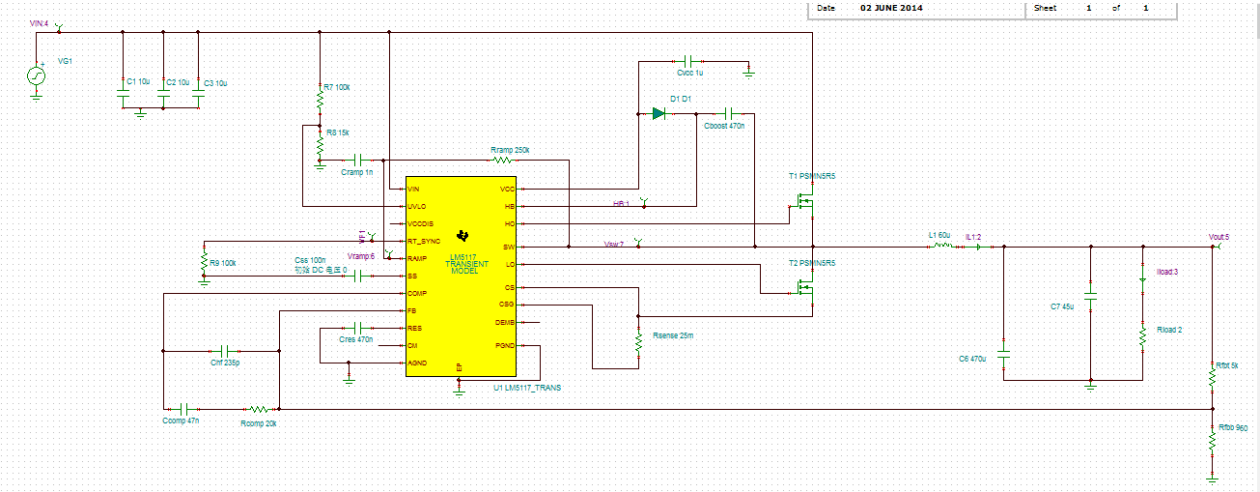 Date 02 JUNE 2014 Sheet 1 of 1
VIN:4
VG1
C1 10u
C2 10u
C3 10u
R7 100k
R8 15k
Cramp 1n
Rramp 250k
Cvcc 1u
D1 D1
Cboost 470n
T1 PSMN5R5
HB:1
VIN
UVLO
VCCDIS
RT_SYNC
RAMP
SS
COMP
FB
RES
CM
AGND
VCC
HB
HO
SW
LO
CS
CSG
DEMB
PGND
EP
LM5117
TRANSIENT
MODEL
U1 LM5117_TRANS
VF1
Vramp:6
R9 100k
Css 100n
初始 DC 电压 0
Cres 470n
Chf 235p
Ccomp 47n
Rcomp 20k
Vsw:7
T2 PSMN5R5
Rsense 25m
L1 60u
IL1:2
Vout:5
Iload:3
C7 45u
Rload 2
C6 470u
Rfbt 5k
Rfbb 960